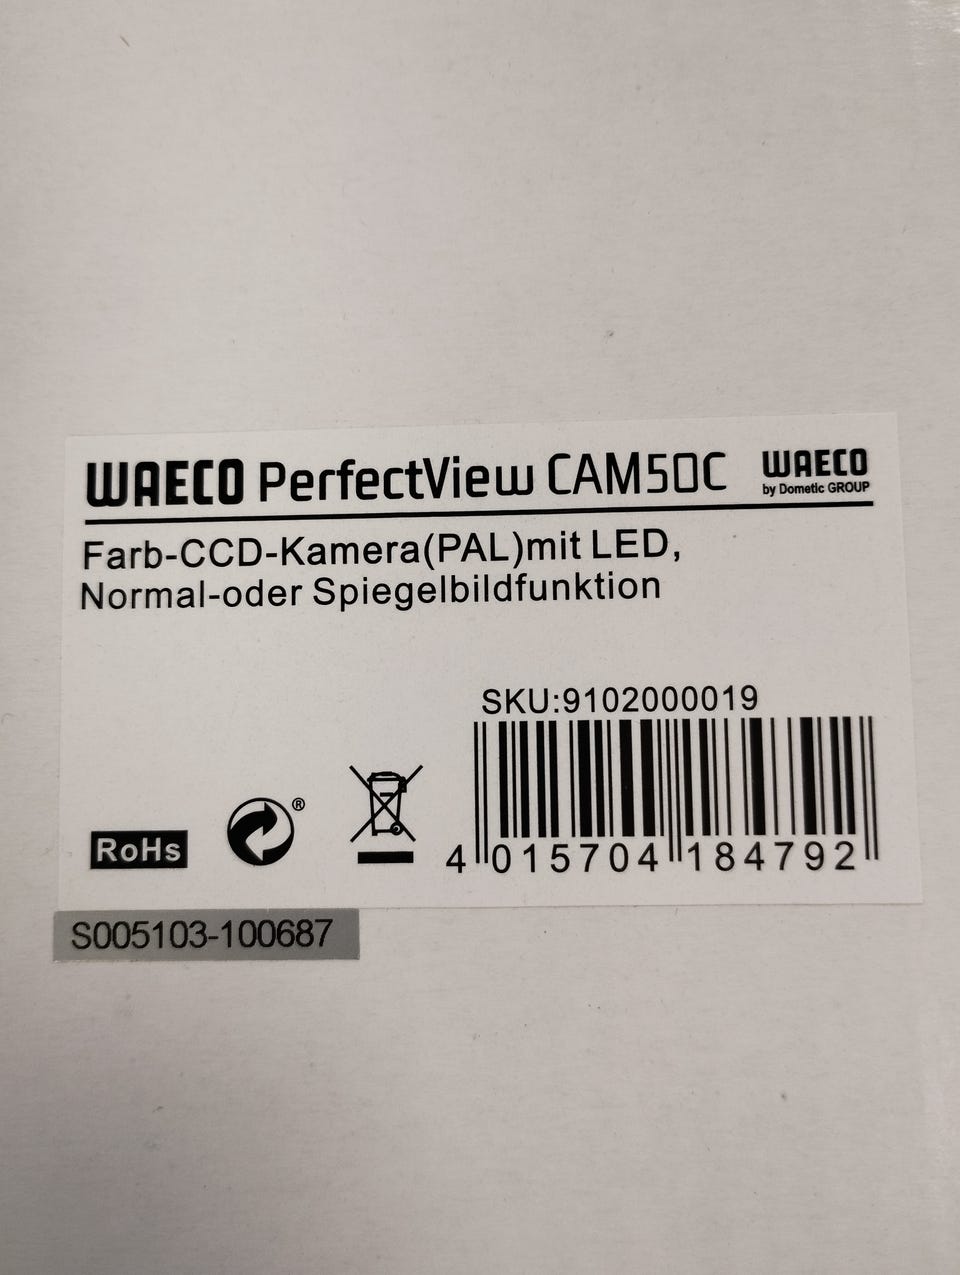 WAECO PerfectView CAM50C
WAECO
by Dometic GROUP
Farb-CCD-Kamera(PAL)mit LED,
Normal-oder Spiegelbildfunktion
SKU:9102000019
RoHs
®
4 015704 184792
S005103-100687